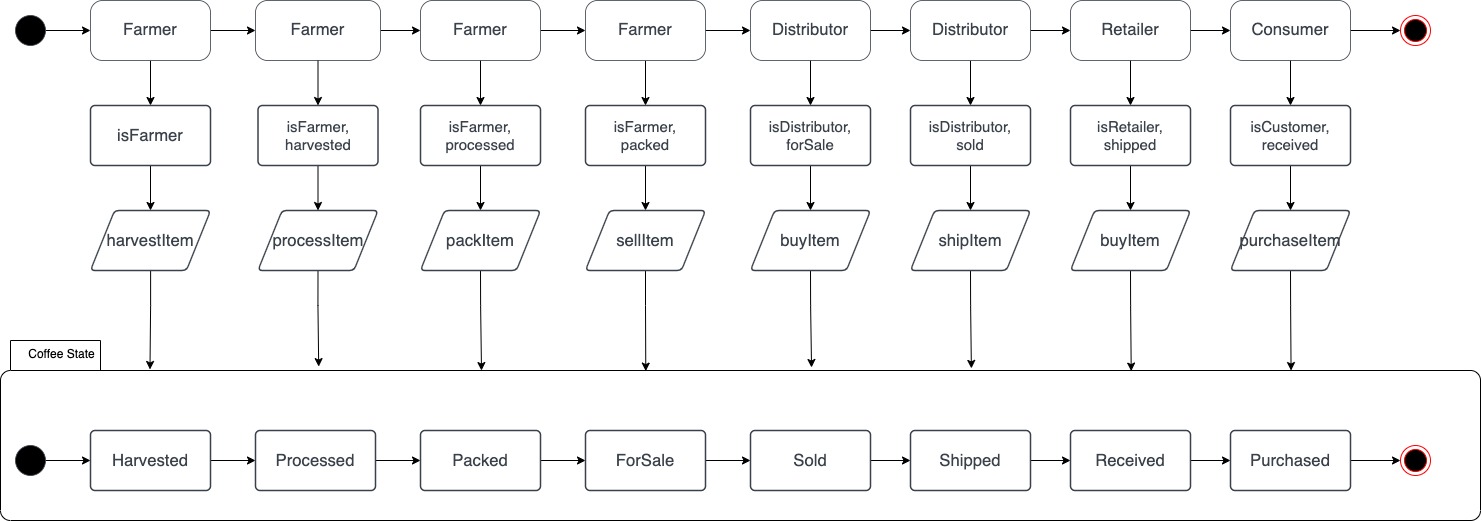 Farmer
Farmer
Farmer
Farmer
Distributor
Distributor
Retailer
Consumer
isFarmer
isFarmer,
harvested
isFarmer,
processed
isFarmer,
packed
isDistributor,
forSale
isDistributor,
sold
isRetailer,
shipped
isCustomer,
received
harvestItem
processItem
packItem
sellItem
buyItem
shipItem
buyItem
purchaseItem
Coffee State
Harvested
Processed
Packed
ForSale
Sold
Shipped
Received
Purchased